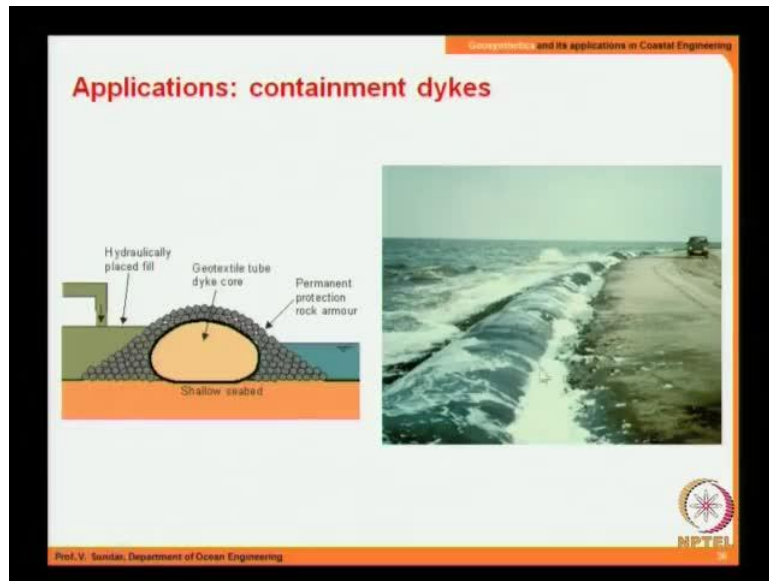 Geosynthetics and its applications in Coastal Engineering
Applications: containment dykes
Hydraulically
placed fill
Geotextile tube
dyke core
Permanent
protection
rock armour
Shallow seabed
NPTEL
Prof. V. Sundar, Department of Ocean Engineering